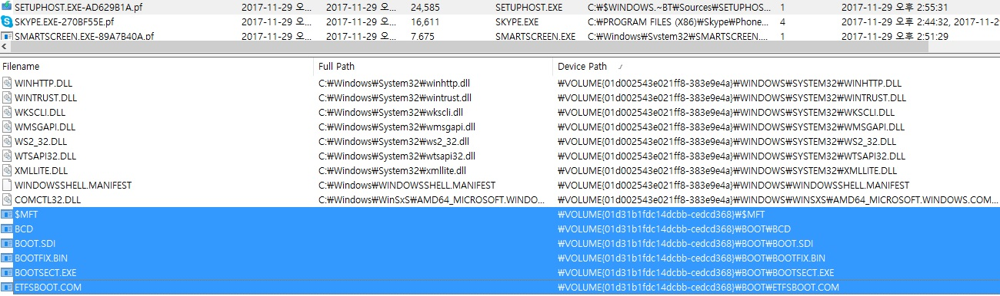 SETUPHOST.EXE-AD629B1A.pf 2017-11-29 오... 2017-11-29 오... 24,585 SETUPHOST.EXE C:₩$WINDOWS.~BT₩Sources₩SETUPHOS... 1 2017-11-29 오후 2:55:31
SKYPE.EXE-270BF55E.pf 2017-11-29 오... 2017-11-29 오... 16,611 SKYPE.EXE C:₩PROGRAM FILES (X86)₩Skype₩Phone... 4 2017-11-29 오후 2:44:32, 2017-11-29
SMARTSCREEN.EXE-89A7B40A.pf 2017-11-29 오... 2017-11-29 오... 7,675 SMARTSCREEN.EXE C:₩Windows₩System32₩SMARTSCREEN.... 1 2017-11-29 오후 2:51:29
Filename Full Path Device Path
WINHTTP.DLL C:₩Windows₩System32₩winhttp.dll ₩VOLUME{01d002543e021ff8-383e9e4a}₩WINDOWS₩SYSTEM32₩WINHTTP.DLL
WINTRUST.DLL C:₩Windows₩System32₩wintrust.dll ₩VOLUME{01d002543e021ff8-383e9e4a}₩WINDOWS₩SYSTEM32₩WINTRUST.DLL
WKSCLI.DLL C:₩Windows₩System32₩wkscli.dll ₩VOLUME{01d002543e021ff8-383e9e4a}₩WINDOWS₩SYSTEM32₩WKSCLI.DLL
WMSGAPI.DLL C:₩Windows₩System32₩wmsgapi.dll ₩VOLUME{01d002543e021ff8-383e9e4a}₩WINDOWS₩SYSTEM32₩WMSGAPI.DLL
WS2_32.DLL C:₩Windows₩System32₩ws2_32.dll ₩VOLUME{01d002543e021ff8-383e9e4a}₩WINDOWS₩SYSTEM32₩WS2_32.DLL
WTSAPI32.DLL C:₩Windows₩System32₩wtsapi32.dll ₩VOLUME{01d002543e021ff8-383e9e4a}₩WINDOWS₩SYSTEM32₩WTSAPI32.DLL
XMLLITE.DLL C:₩Windows₩System32₩xmllite.dll ₩VOLUME{01d002543e021ff8-383e9e4a}₩WINDOWS₩SYSTEM32₩XMLLITE.DLL
WINDOWSSHELL.MANIFEST C:₩Windows₩WINDOWSSHELL.MANIFEST ₩VOLUME{01d002543e021ff8-383e9e4a}₩WINDOWS₩WINDOWSSHELL.MANIFEST
COMCTL32.DLL C:₩Windows₩WinSxS₩AMD64_MICROSOFT.WINDO... ₩VOLUME{01d002543e021ff8-383e9e4a}₩WINDOWS₩WINSXS₩AMD64_MICROSOFT.WINDOWS.COM...
$MFT ₩VOLUME{01d31b1fdc14dcbb-cedcd368}₩$MFT
BCD ₩VOLUME{01d31b1fdc14dcbb-cedcd368}₩BOOT₩BCD
BOOT.SDI ₩VOLUME{01d31b1fdc14dcbb-cedcd368}₩BOOT₩BOOT.SDI
BOOTFIX.BIN ₩VOLUME{01d31b1fdc14dcbb-cedcd368}₩BOOT₩BOOTFIX.BIN
BOOTSECT.EXE ₩VOLUME{01d31b1fdc14dcbb-cedcd368}₩BOOT₩BOOTSECT.EXE
ETFSBOOT.COM ₩VOLUME{01d31b1fdc14dcbb-cedcd368}₩BOOT₩ETFSBOOT.COM